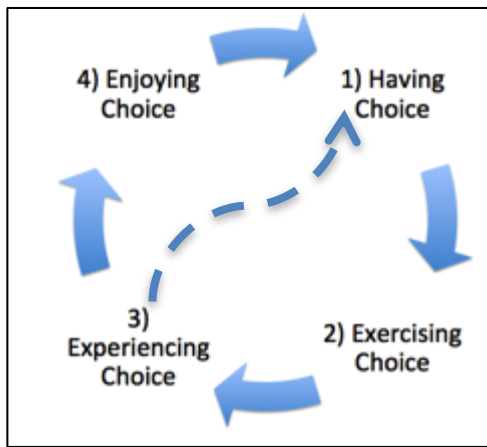 4) Enjoying
Choice
1) Having
Choice
3)
Experiencing
Choice
2) Exercising
Choice